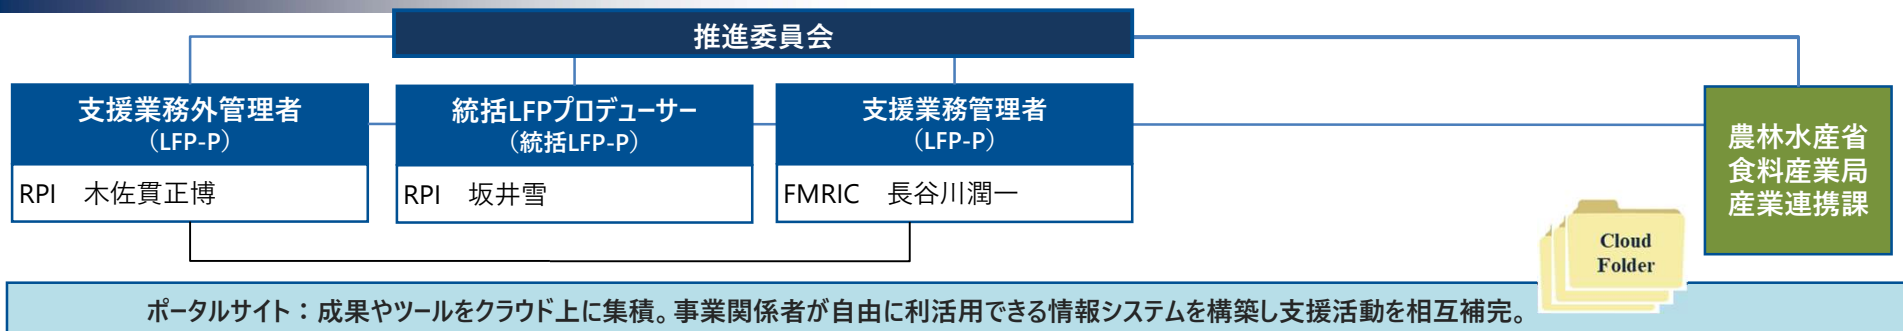 推進委員会
支援業務外管理者
（LFP-P）
RPI　木佐貫正博
統括LFPプロデューサー
（統括LFP-P）
RPI　坂井雪
支援業務管理者
（LFP-P）
FMRIC　長谷川潤一
農林水産省
食料産業局
産業連携課
Cloud
Folder
ポータルサイト：成果やツールをクラウド上に集積。事業関係者が自由に利活用できる情報システムを構築し支援活動を相互補完。